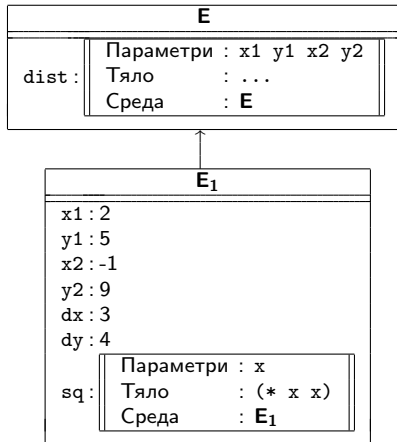 E
Параметри : x1 y1 x2 y2
dist : Тяло : ...
Среда : E
E₁
x1 : 2
y1 : 5
x2 : -1
y2 : 9
dx : 3
dy : 4
Параметри : x
sq : Тяло : (* x x)
Среда : E₁